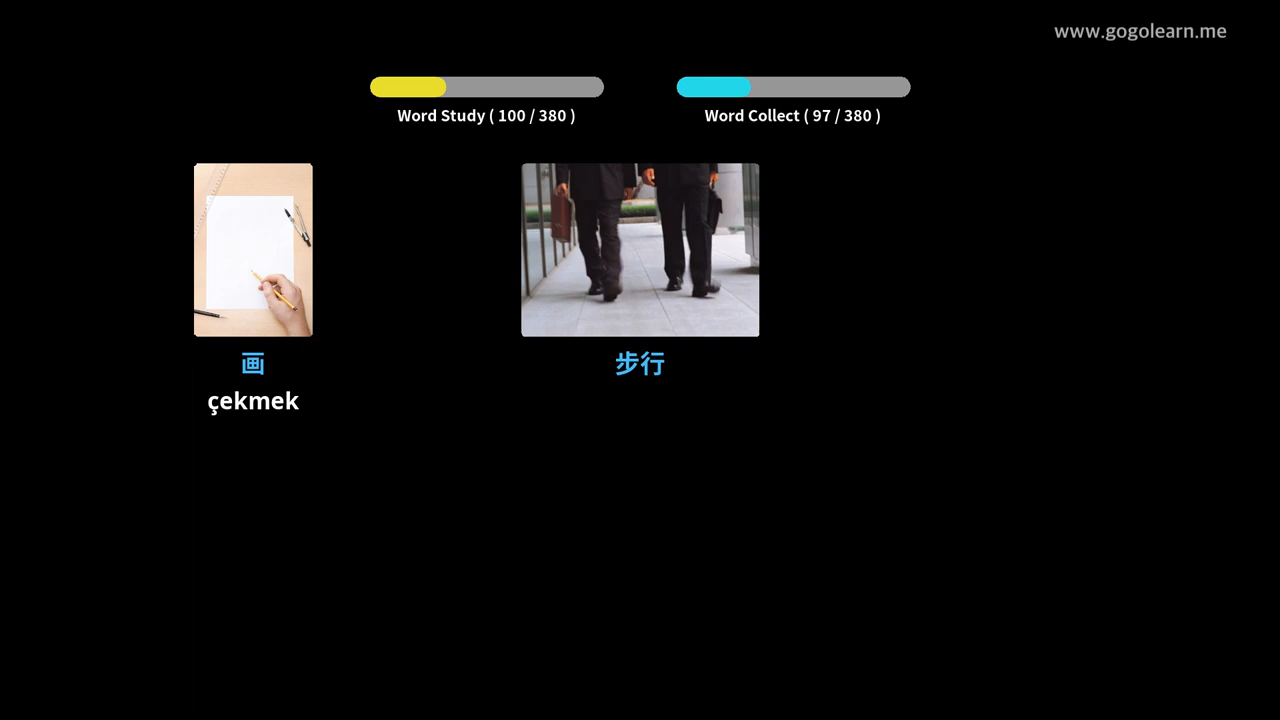 www.gogolearn.me
Word Study ( 100 / 380 )
Word Collect ( 97 / 380 )
画
步行
çekmek